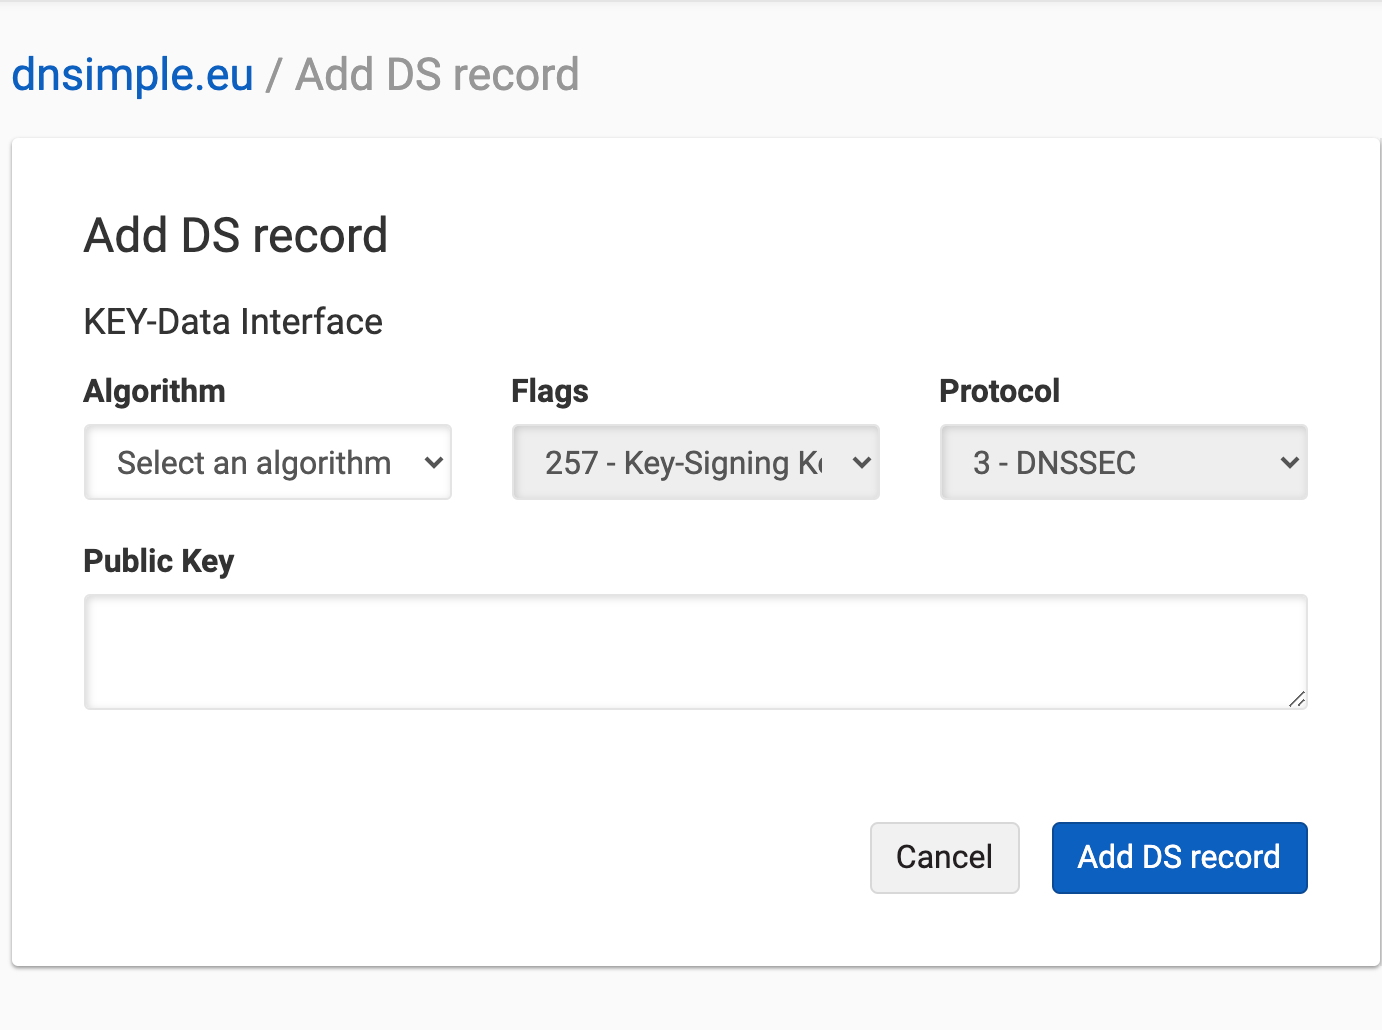 dnsimple.eu / Add DS record
Add DS record
KEY-Data Interface
Algorithm Flags Protocol
Select an algorithm 257 - Key-Signing 3 - DNSSEC
Public Key
Cancel Add DS record